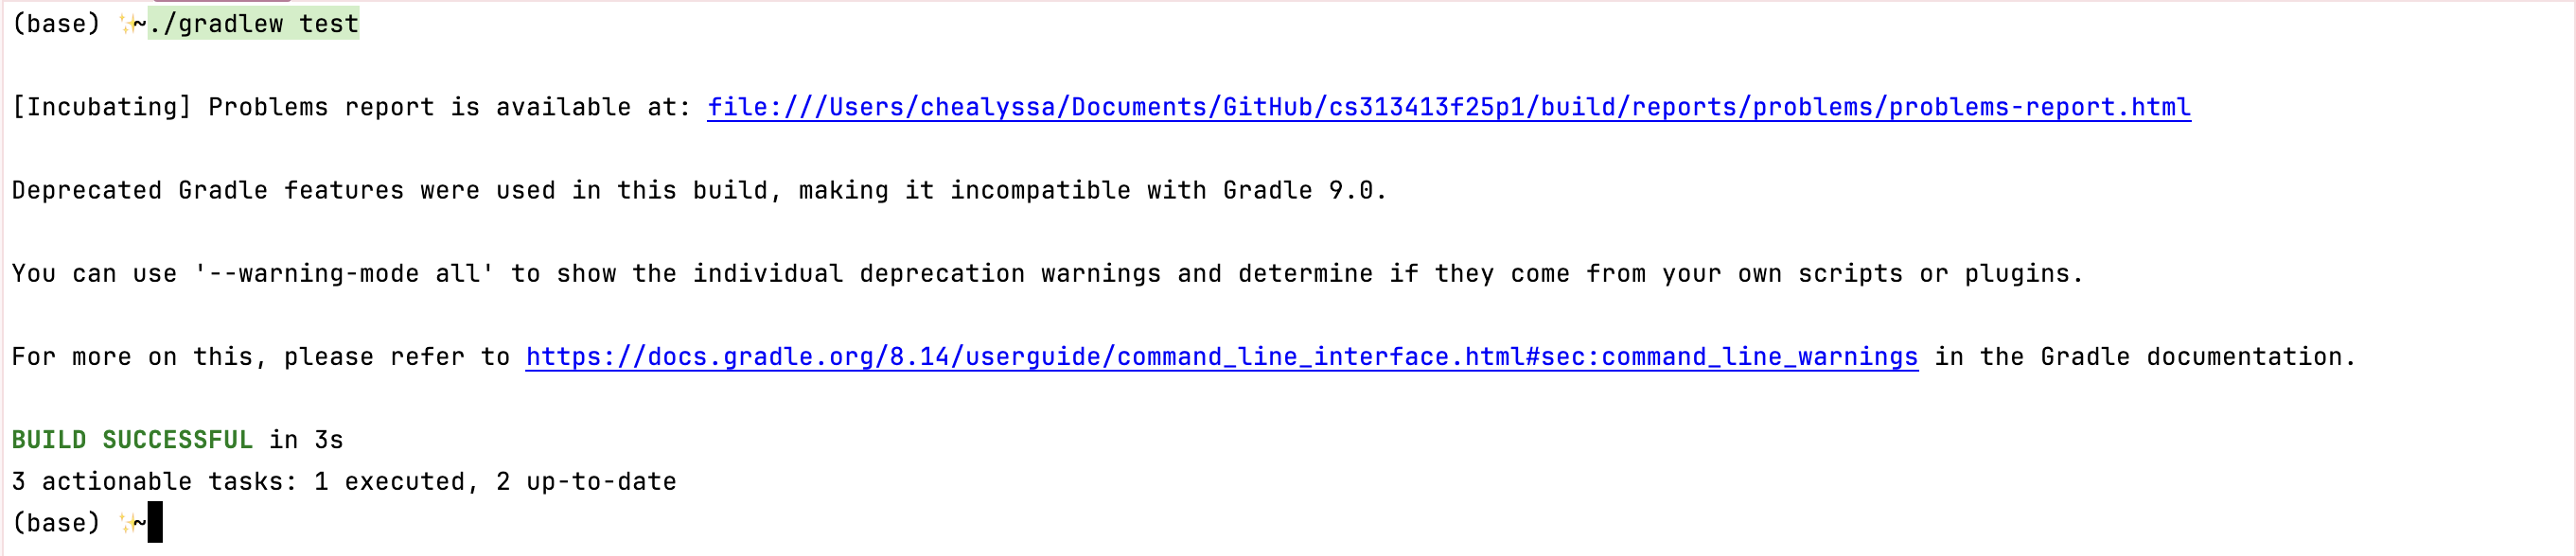 (base) ✨~./gradlew test
[Incubating] Problems report is available at: file:///Users/chealyssa/Documents/GitHub/cs313413f25p1/build/reports/problems/problems-report.html
Deprecated Gradle features were used in this build, making it incompatible with Gradle 9.0.
You can use '--warning-mode all' to show the individual deprecation warnings and determine if they come from your own scripts or plugins.
For more on this, please refer to https://docs.gradle.org/8.14/userguide/command_line_interface.html#sec:command_line_warnings in the Gradle documentation.
BUILD SUCCESSFUL in 3s
3 actionable tasks: 1 executed, 2 up-to-date
(base) ✨~